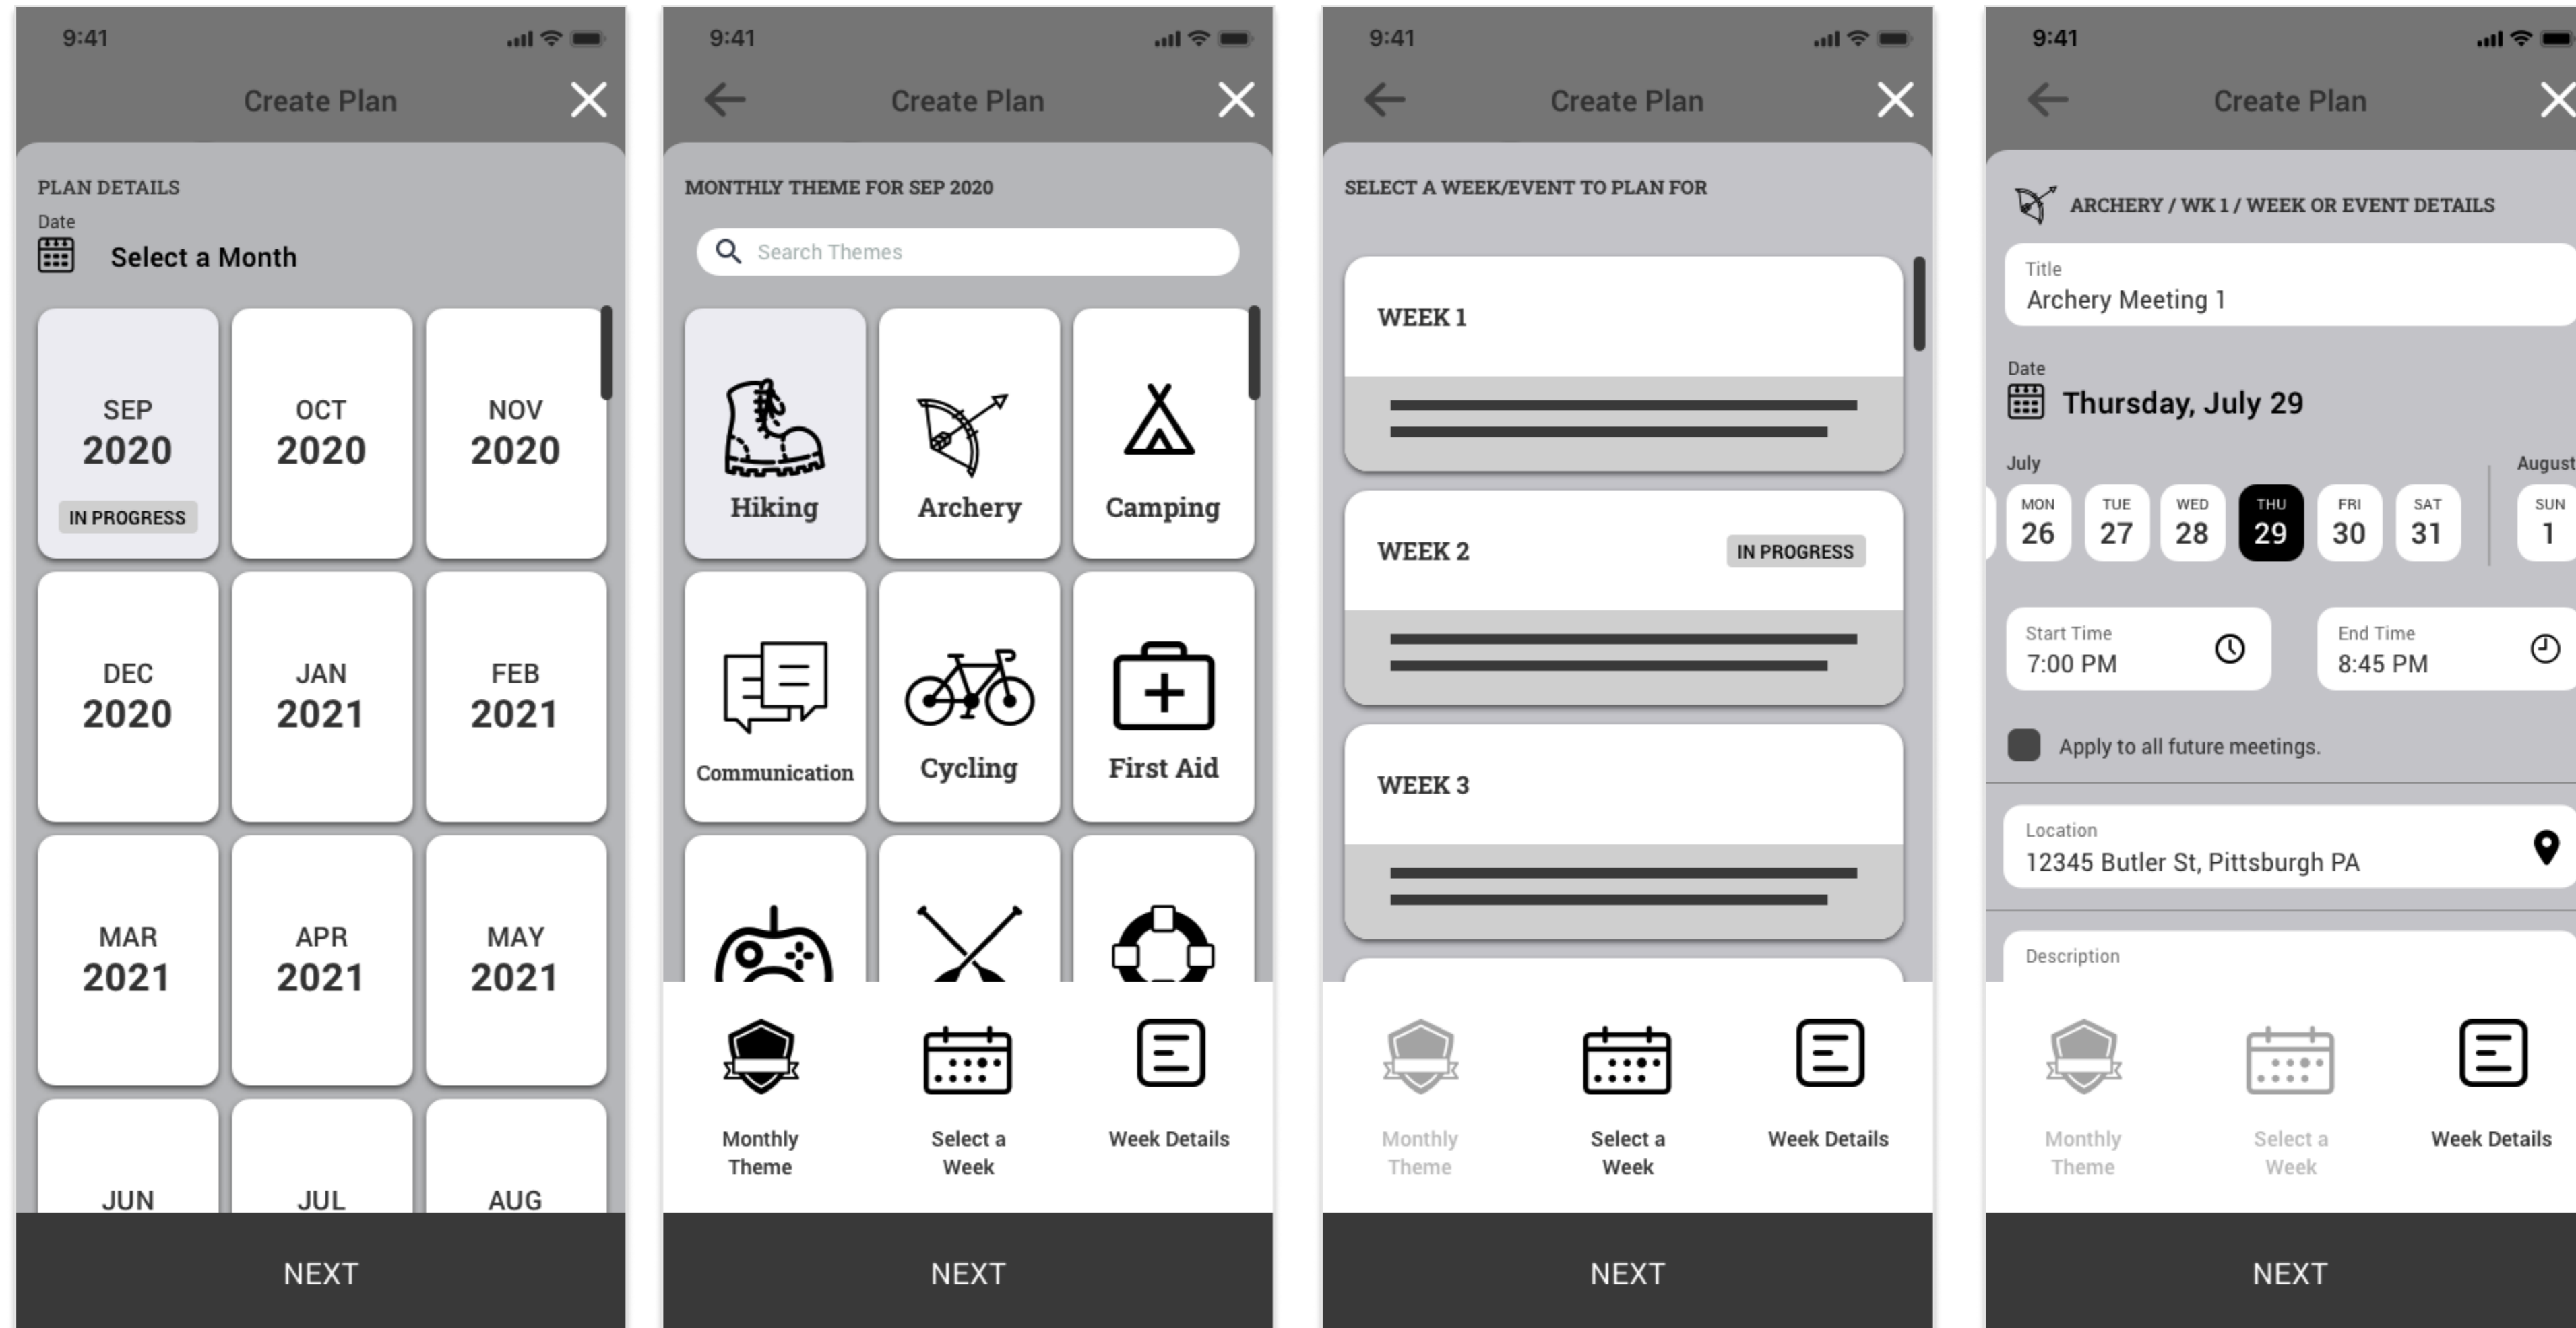 9:41
Create Plan
PLAN DETAILS
Date
Select a Month
SEP
2020
IN PROGRESS
OCT
2020
NOV
2020
DEC
2020
JAN
2021
FEB
2021
MAR
2021
APR
2021
MAY
2021
JUN
JUL
AUG
NEXT
9:41
Create Plan
MONTHLY THEME FOR SEP 2020
Search Themes
Hiking
Archery
Camping
Communication
Cycling
First Aid
Monthly
Theme
Select a
Week
Week Details
NEXT
9:41
Create Plan
SELECT A WEEK/EVENT TO PLAN FOR
WEEK 1
WEEK 2
IN PROGRESS
WEEK 3
Monthly
Theme
Select a
Week
Week Details
NEXT
9:41
Create Plan
ARCHERY / WK 1 / WEEK OR EVENT DETAILS
Title
Archery Meeting 1
Date
Thursday, July 29
July
August
MON
26
TUE
27
WED
28
THU
29
FRI
30
SAT
31
SUN
1
Start Time
7:00 PM
End Time
8:45 PM
Apply to all future meetings.
Location
12345 Butler St, Pittsburgh PA
Description
Monthly
Theme
Select a
Week
Week Details
NEXT